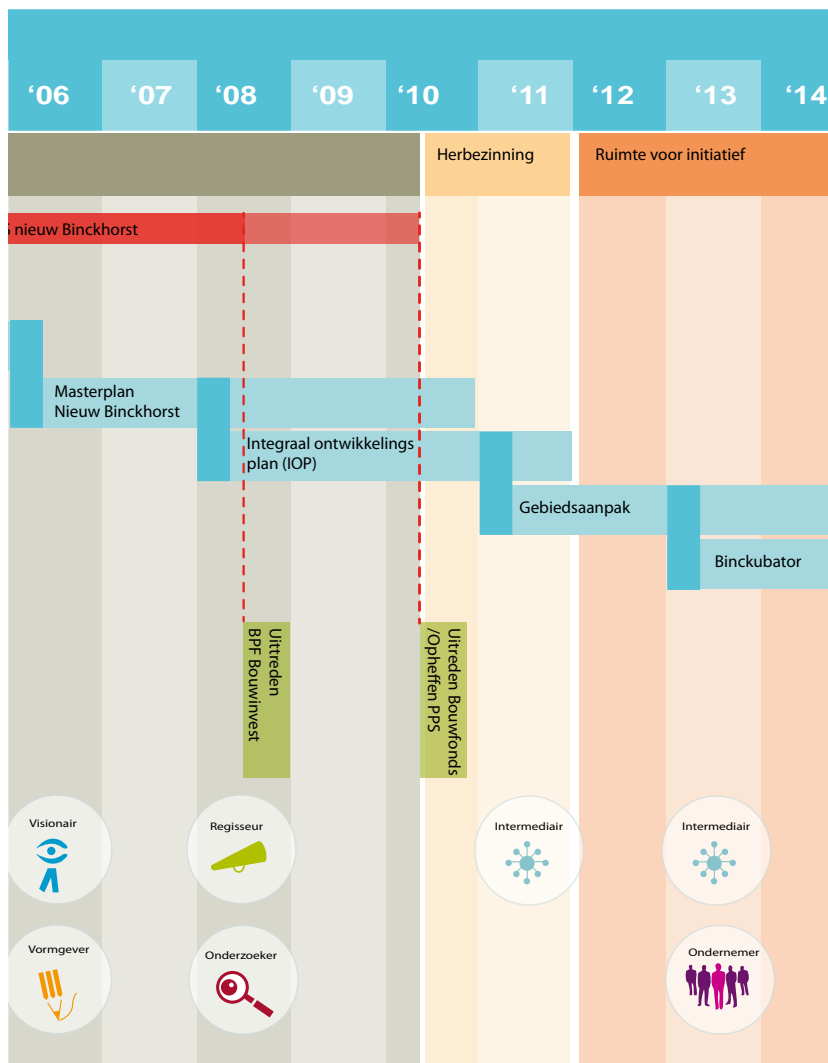 ‘06 ‘07 ‘08 ‘09 ‘10 ‘11 ‘12 ‘13 ‘14
Herbezinning
Ruimte voor initiatief
nieuw Binckhorst
Masterplan
Nieuw Binckhorst
Integraal ontwikkelings
plan (IOP)
Gebiedsaanpak
Binckubator
Uittreden
BPF Bouwinvest
Uitreden Bouwfonds
/Opheffen PPS
Visionair
Regisseur
Intermediair
Intermediair
Vormgever
Onderzoeker
Ondernemer